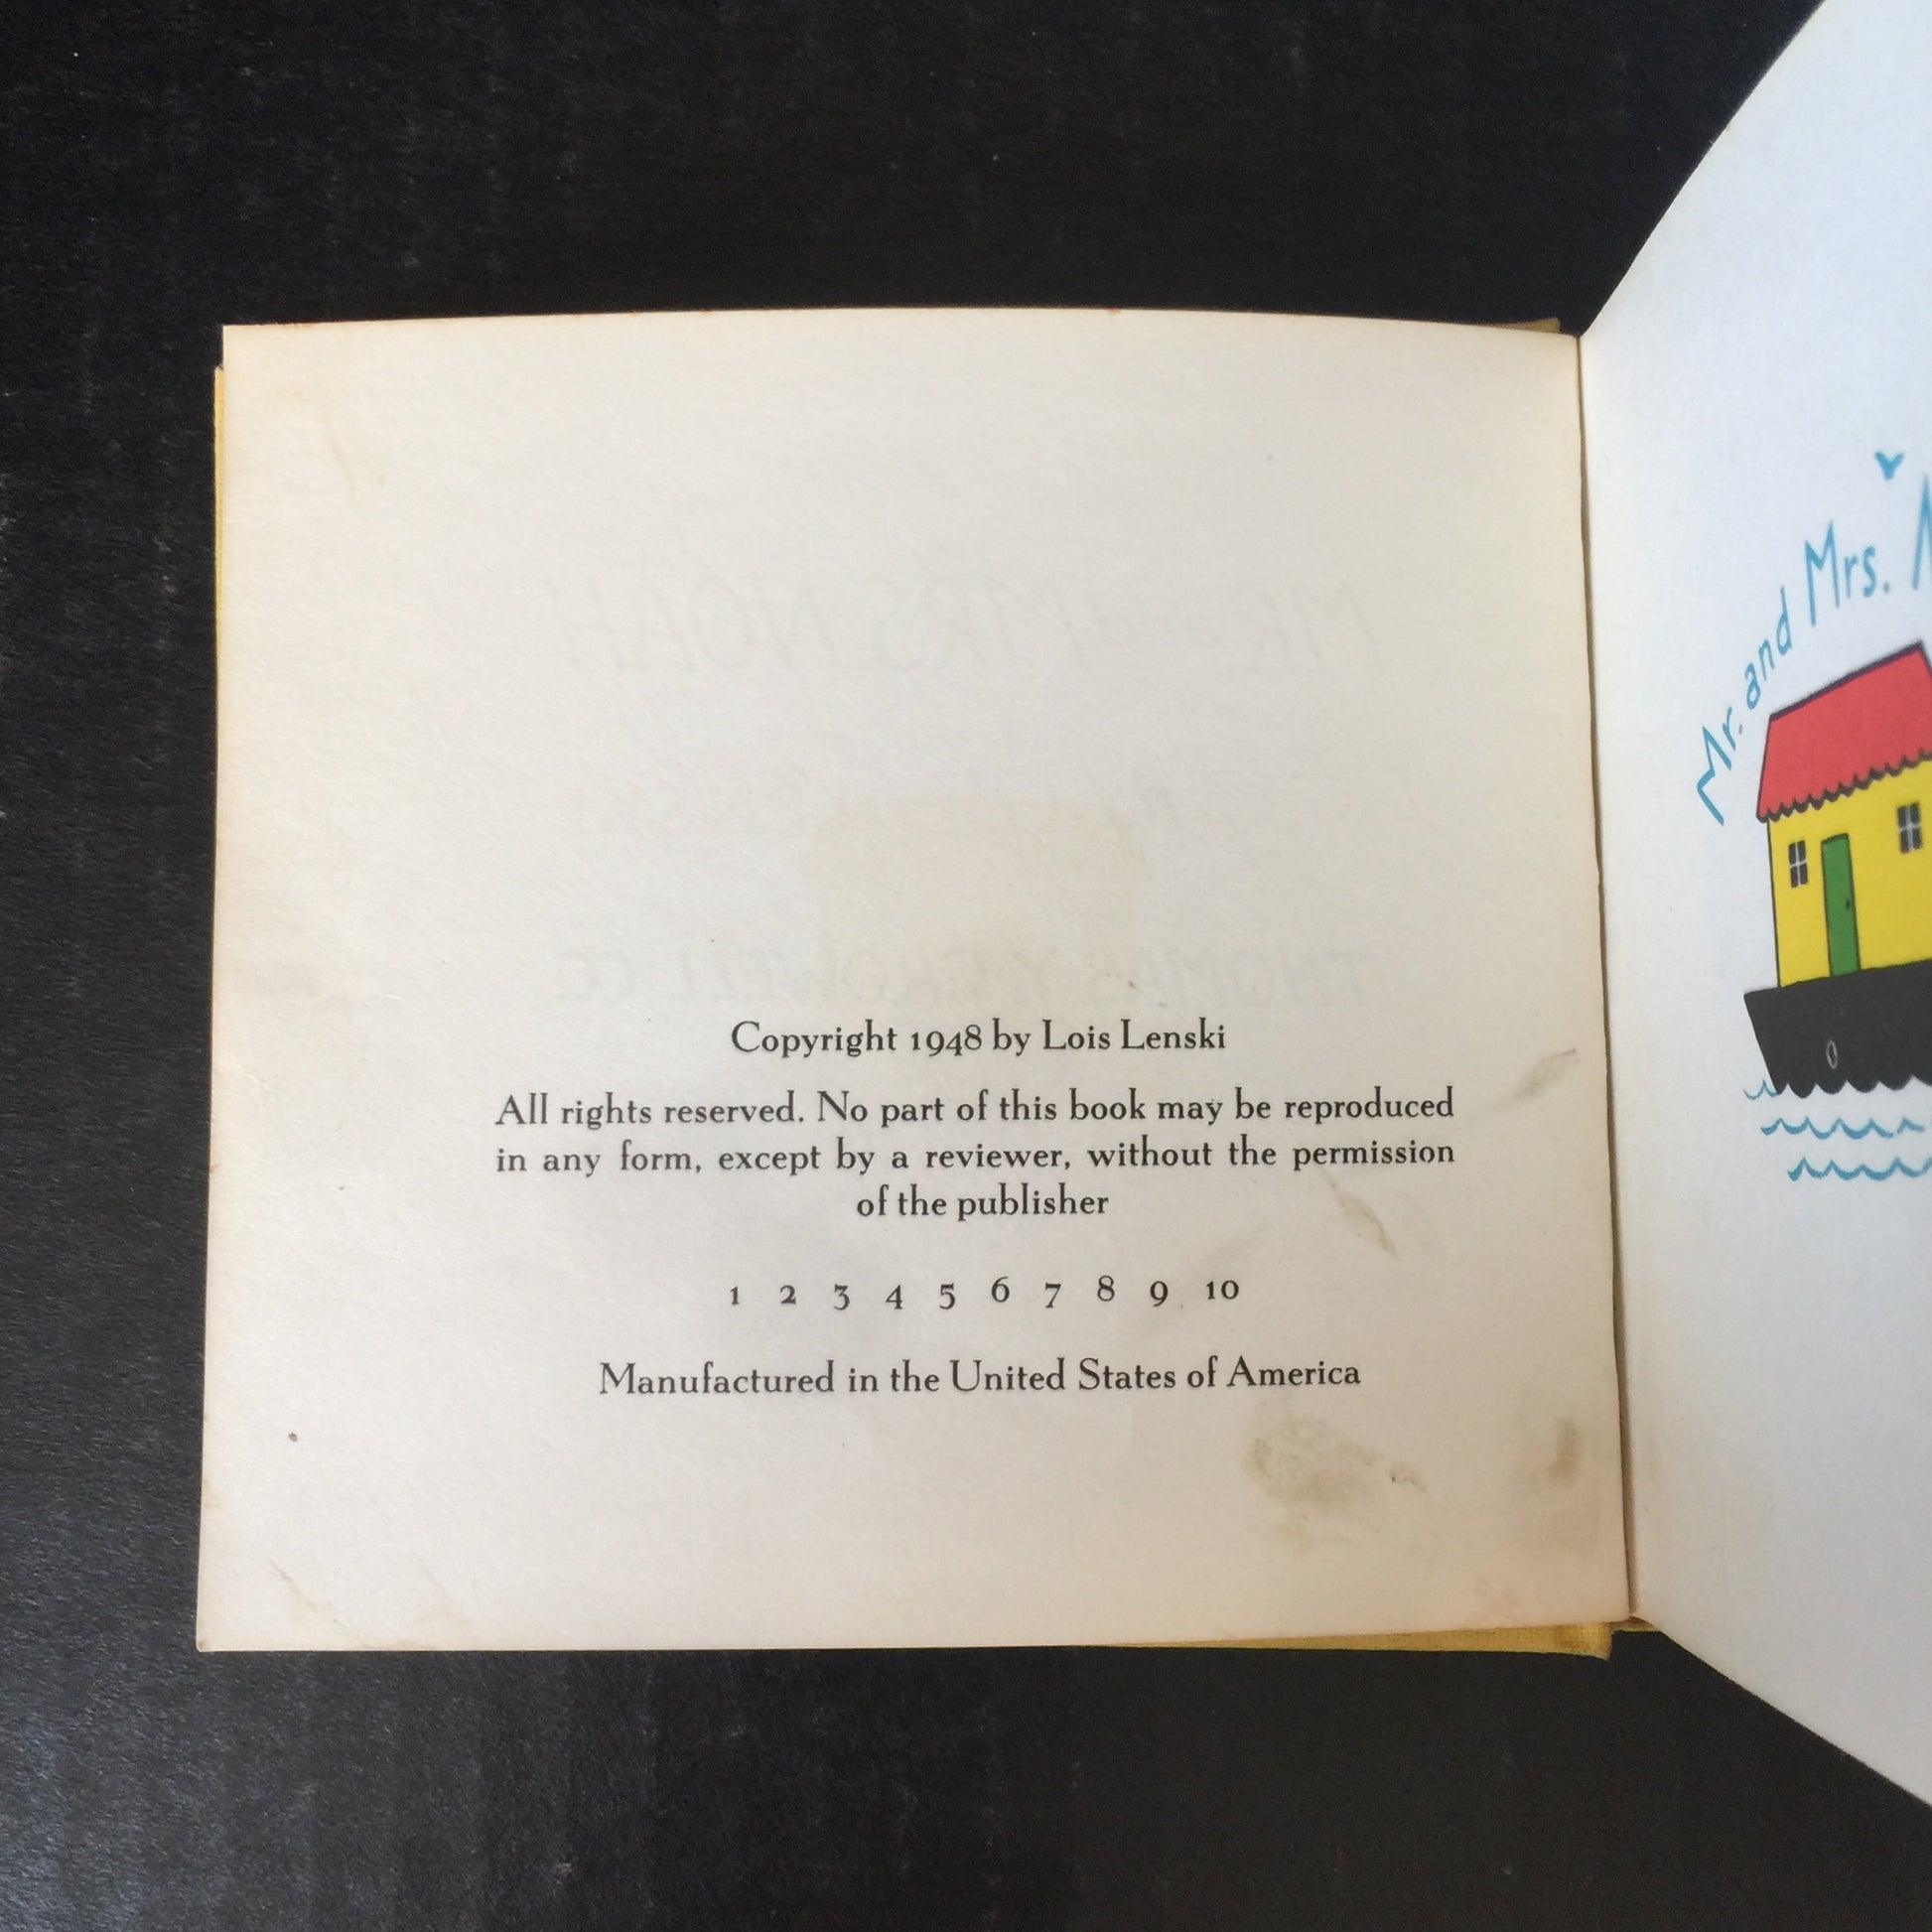 Copyright 1948 by Lois Lenski
All rights reserved. No part of this book may be reproduced
in any form, except by a reviewer, without the permission
of the publisher
1 2 3 4 5 6 7 8 9 10
Manufactured in the United States of America
Mr. and Mrs.